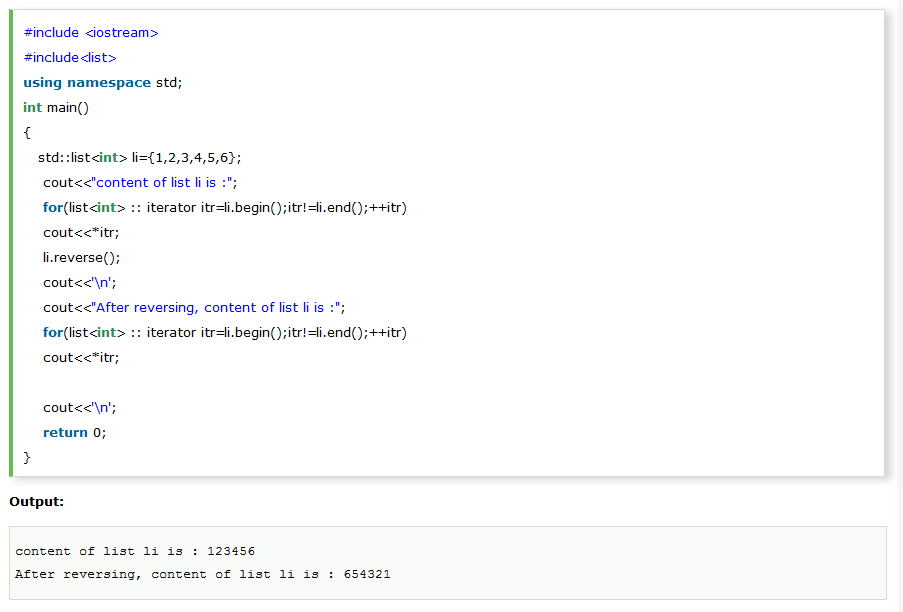 #include <iostream>
#include<list>
using namespace std;
int main()
{
std::list<int> li={1,2,3,4,5,6};
cout<<"content of list li is :";
for(list<int> :: iterator itr=li.begin();itr!=li.end();++itr)
cout<<*itr;
li.reverse();
cout<<'\n';
cout<<"After reversing, content of list li is :";
for(list<int> :: iterator itr=li.begin();itr!=li.end();++itr)
cout<<*itr;
cout<<'\n';
return 0;
}
Output:
content of list li is : 123456
After reversing, content of list li is : 654321